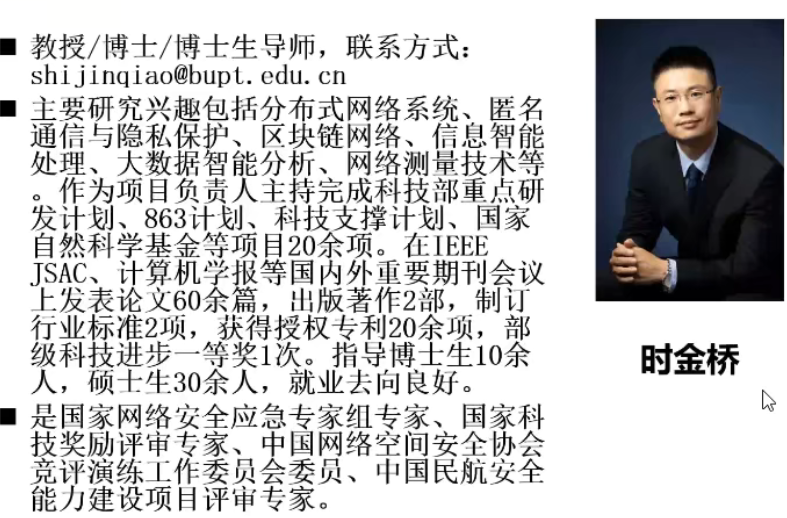 ■ 教授/博士/博士生导师，联系方式：
shijinqiao@bupt.edu.cn
■ 主要研究兴趣包括分布式网络系统、匿名
通信与隐私保护、区块链网络、信息智能
处理、大数据智能分析、网络测量技术等
。作为项目负责人主持完成科技部重点研
发计划、863计划、科技支撑计划、国家
自然科学基金等项目20余项。在IEEE
JSAC、计算机学报等国内外重要期刊会议
上发表论文60余篇，出版著作2部，制订
行业标准2项，获得授权专利20余项，部
级科技进步一等奖1次。指导博士生10余
人，硕士生30余人，就业去向良好。
■ 是国家网络安全应急专家组专家、国家科
技奖励评审专家、中国网络空间安全协会
竞评演练工作委员会委员、中国民航安全
能力建设项目评审专家。
时金桥